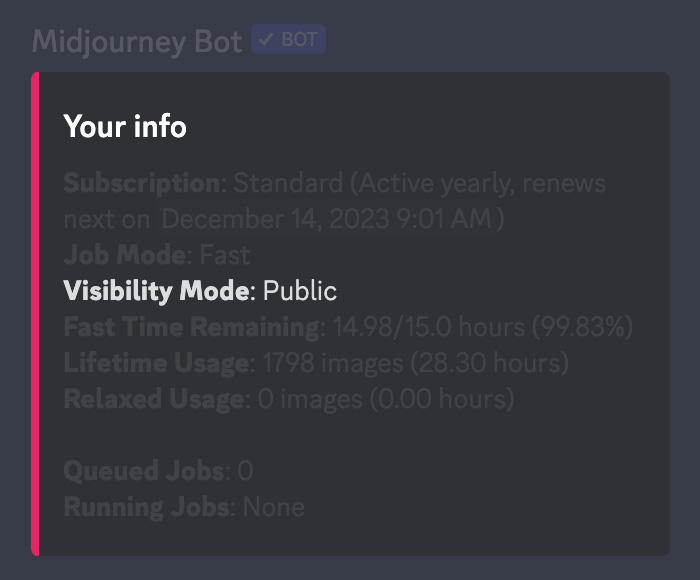 Midjourney Bot ✓ BOT
Your info
Subscription: Standard (Active yearly, renews
next on December 14, 2023 9:01 AM)
Job Mode: Fast
Visibility Mode: Public
Fast Time Remaining: 14.98/15.0 hours (99.83%)
Lifetime Usage: 1798 images (28.30 hours)
Relaxed Usage: 0 images (0.00 hours)
Queued Jobs: 0
Running Jobs: None